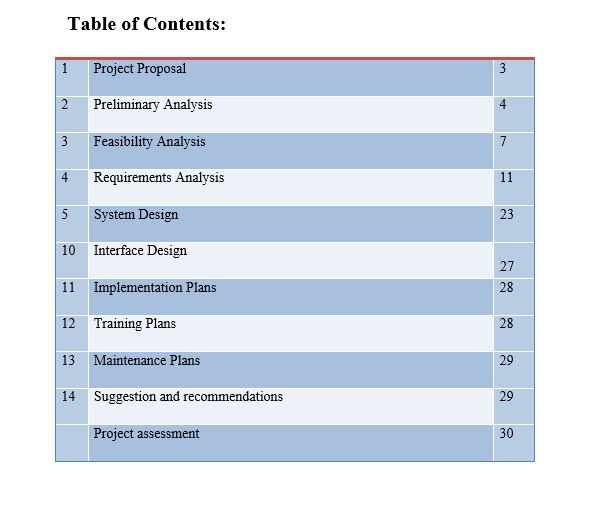 Table of Contents:
1 Project Proposal 3
2 Preliminary Analysis 4
3 Feasibility Analysis 7
4 Requirements Analysis 11
5 System Design 23
10 Interface Design 27
11 Implementation Plans 28
12 Training Plans 28
13 Maintenance Plans 29
14 Suggestion and recommendations 29
Project assessment 30